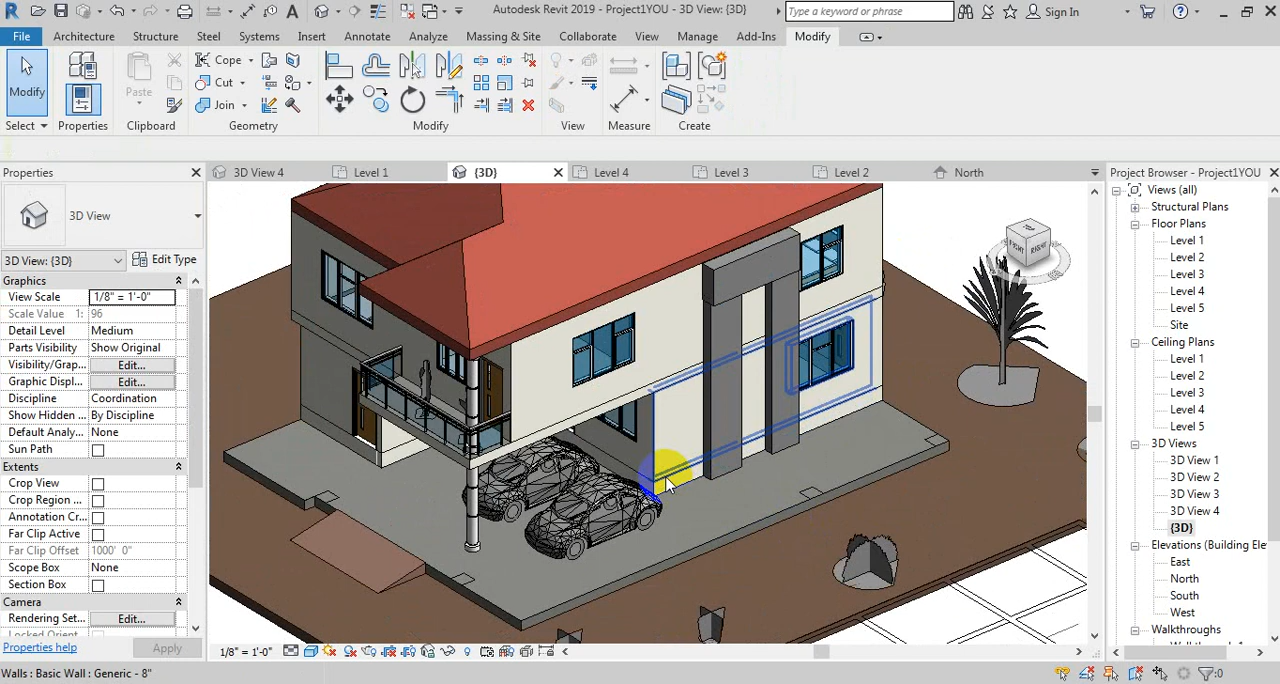 Autodesk Revit 2019 - Project1YOU - 3D View: {3D}
Type a keyword or phrase
Sign In
File
Architecture
Structure
Steel
Systems
Insert
Annotate
Analyze
Massing & Site
Collaborate
View
Manage
Add-Ins
Modify
Modify
Paste
Cope
Cut
Join
Select
Properties
Clipboard
Geometry
Modify
View
Measure
Create
Properties
3D View 4
Level 1
{3D}
Level 4
Level 3
Level 2
North
Project Browser - Project1YOU
3D View
3D View: {3D}
Edit Type
Graphics
View Scale
1/8" = 1'-0"
Scale Value 1:
96
Detail Level
Medium
Parts Visibility
Show Original
Visibility/Grap...
Edit...
Graphic Displ...
Edit...
Discipline
Coordination
Show Hidden ...
By Discipline
Default Analy...
None
Sun Path
Extents
Crop View
Crop Region ...
Annotation Cr...
Far Clip Active
Far Clip Offset
1000' 0"
Scope Box
None
Section Box
Camera
Rendering Set...
Edit...
Locked Orient
Properties help
Apply
TOP
FRONT
RIGHT
Views (all)
Structural Plans
Floor Plans
Level 1
Level 2
Level 3
Level 4
Level 5
Site
Ceiling Plans
Level 1
Level 2
Level 3
Level 4
Level 5
3D Views
3D View 1
3D View 2
3D View 3
3D View 4
{3D}
Elevations (Building Ele
East
North
South
West
Walkthroughs
1/8" = 1'-0"
Walls : Basic Wall : Generic - 8"
:0